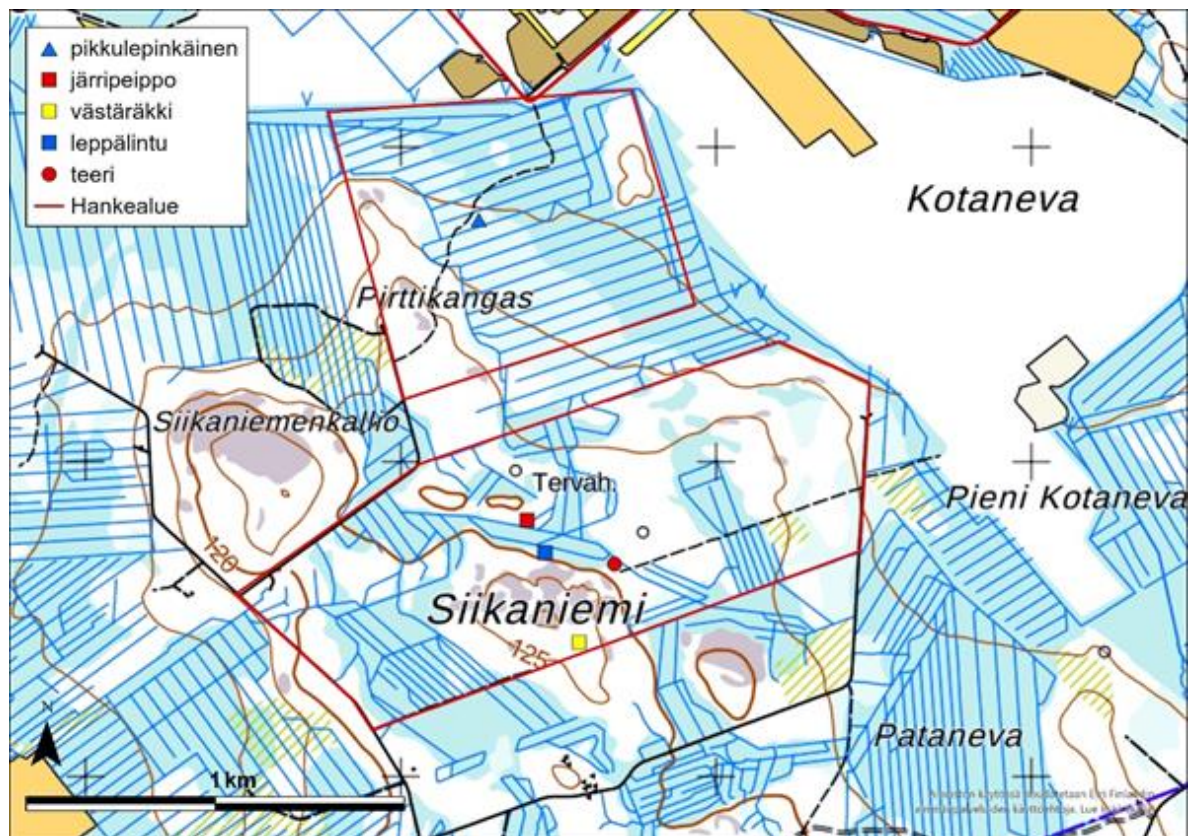 pikkulepinkäinen
järripeippo
västäräkki
leppälintu
teeri
Hankealue
Kotaneva
Pirttikangas
Siikaniemenkallio
Tervah.
Pieni Kotaneva
120
Siikaniemi
125
N
Pataneva
1 km